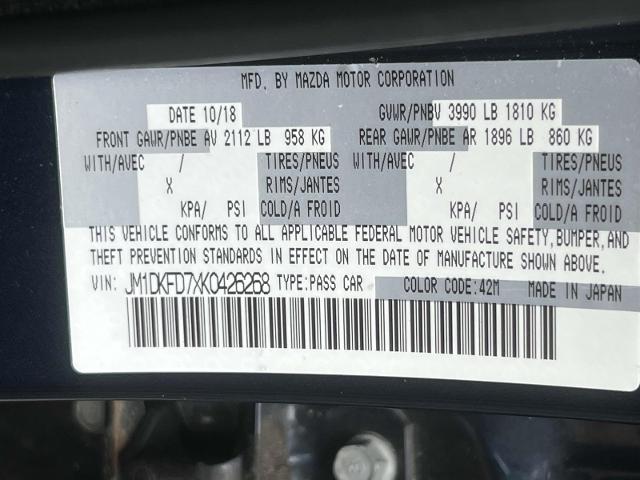 MFD. BY MAZDA MOTOR CORPORATION
DATE 10/18 GVWR/PNBV 3990 LB 1810 KG
FRONT GAWR/PNBE AV 2112 LB 958 KG REAR GAWR/PNBE AR 1896 LB 860 KG
WITH/AVEC / TIRES/PNEUS WITH/AVEC / TIRES/PNEUS
X RIMS/JANTES X RIMS/JANTES
KPA/ PSI COLD/A FROID KPA/ PSI COLD/A FROID
THIS VEHICLE CONFORMS TO ALL APPLICABLE FEDERAL MOTOR VEHICLE SAFETY, BUMPER, AND
THEFT PREVENTION STANDARDS IN EFFECT ON THE DATE OF MANUFACTURE SHOWN ABOVE.
VIN: JM1DKFD7XK0426268 TYPE:PASS CAR COLOR CODE:42M MADE IN JAPAN